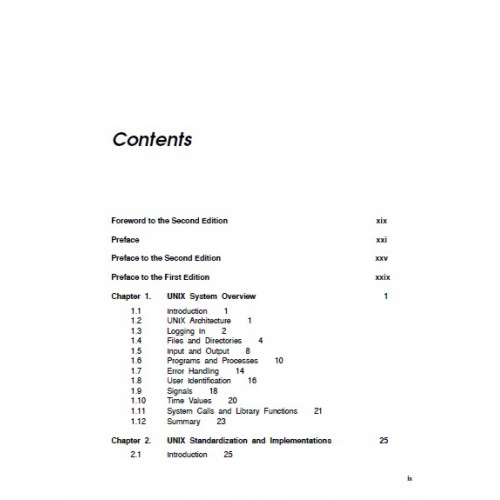 Contents
Foreword to the Second Edition xix
Preface xxi
Preface to the Second Edition xxv
Preface to the First Edition xxix
Chapter 1. UNIX System Overview 1
1.1 Introduction 1
1.2 UNIX Architecture 1
1.3 Logging In 2
1.4 Files and Directories 4
1.5 Input and Output 8
1.6 Programs and Processes 10
1.7 Error Handling 14
1.8 User Identification 16
1.9 Signals 18
1.10 Time Values 20
1.11 System Calls and Library Functions 21
1.12 Summary 23
Chapter 2. UNIX Standardization and Implementations 25
2.1 Introduction 25
ix